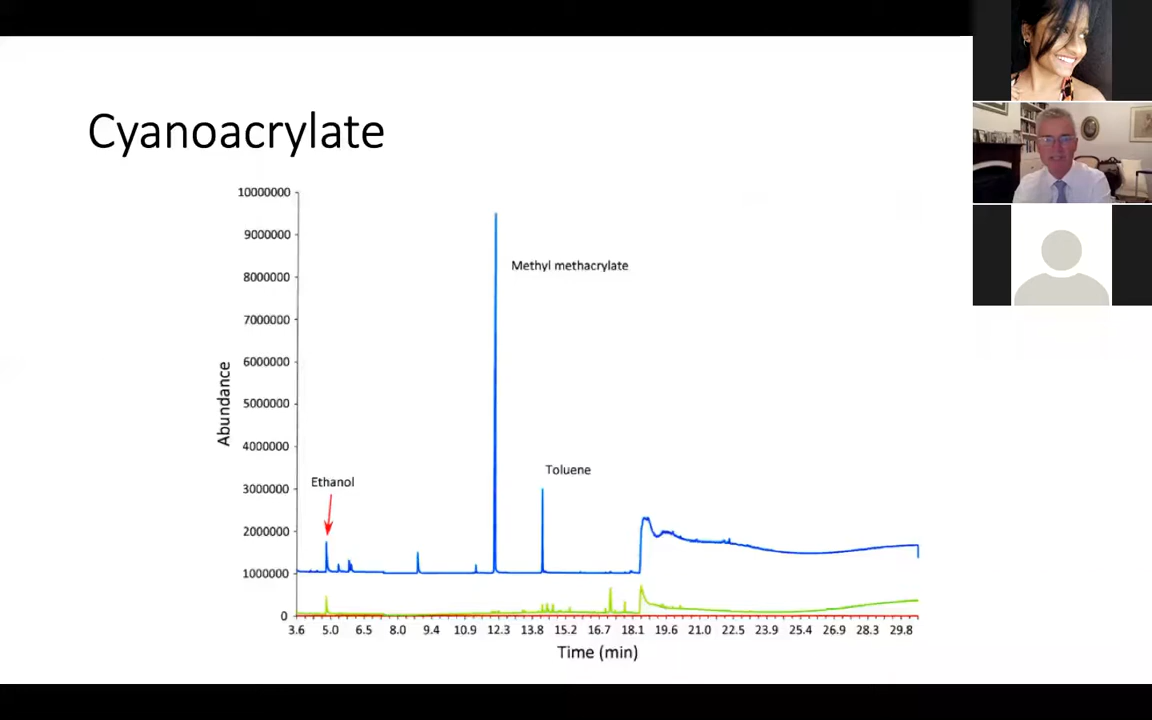 Cyanoacrylate
10000000
9000000
Methyl methacrylate
8000000
7000000
6000000
5000000
Abundance
4000000
Toluene
Ethanol
3000000
2000000
1000000
0
3.6 5.0 6.5 8.0 9.4 10.9 12.3 13.8 15.2 16.7 18.1 19.6 21.0 22.5 23.9 25.4 26.9 28.3 29.8
Time (min)